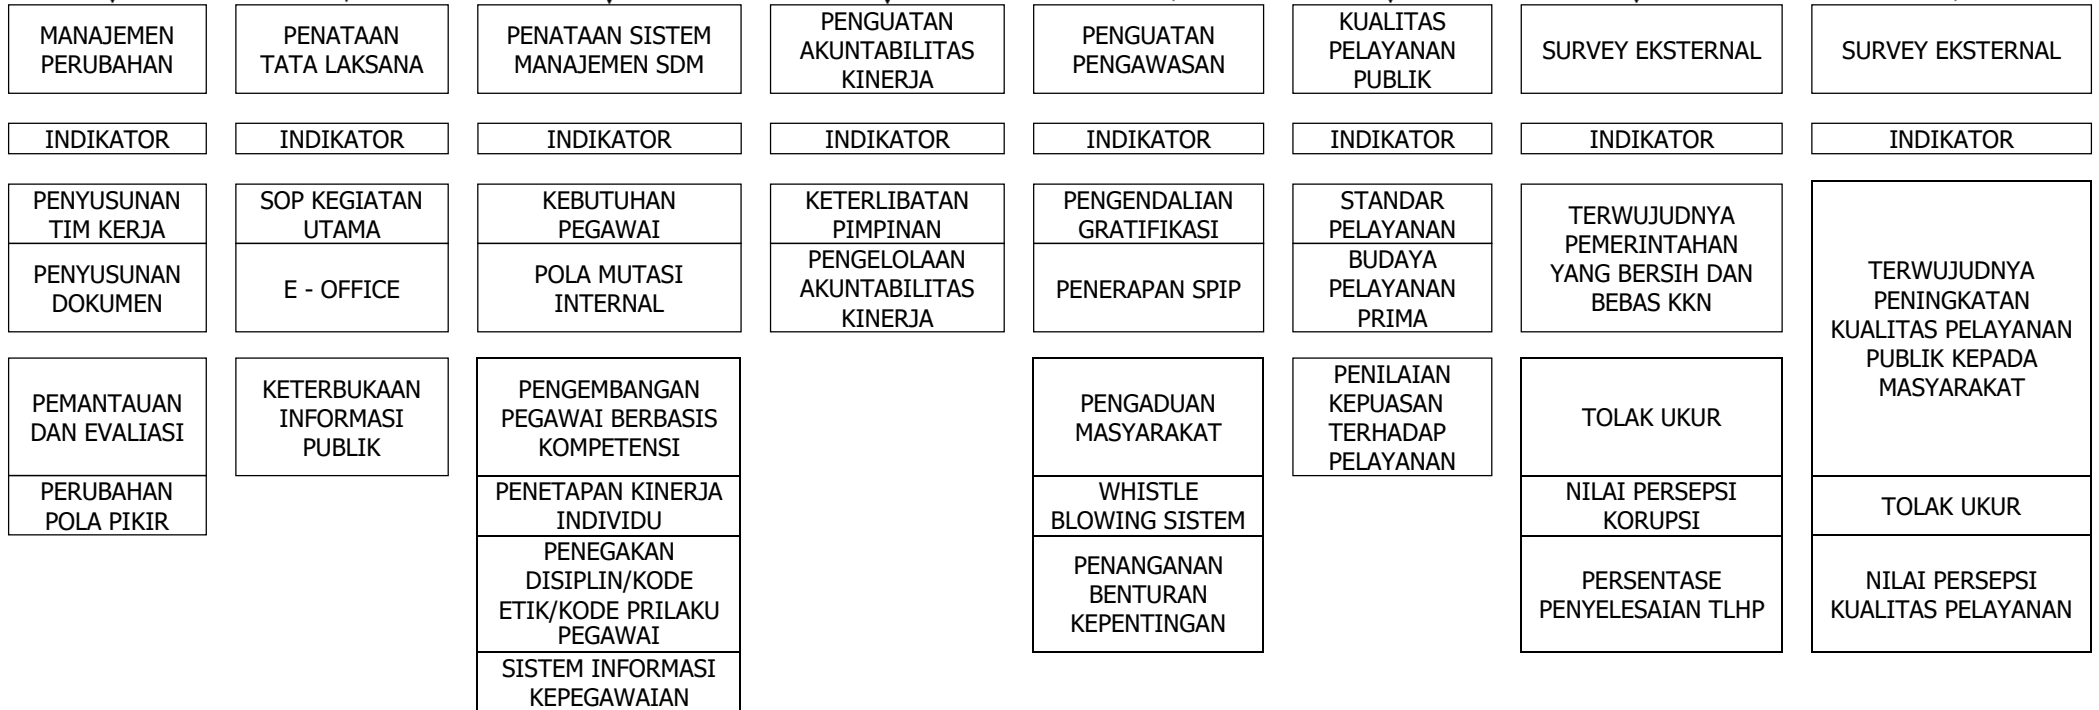 MANAJEMEN
PERUBAHAN
PENATAAN
TATA LAKSANA
PENATAAN SISTEM
MANAJEMEN SDM
PENGUATAN
AKUNTABILITAS
KINERJA
PENGUATAN
PENGAWASAN
KUALITAS
PELAYANAN
PUBLIK
SURVEY EKSTERNAL
SURVEY EKSTERNAL
INDIKATOR
INDIKATOR
INDIKATOR
INDIKATOR
INDIKATOR
INDIKATOR
INDIKATOR
INDIKATOR
PENYUSUNAN
TIM KERJA
PENYUSUNAN
DOKUMEN
PEMANTAUAN
DAN EVALIASI
PERUBAHAN
POLA PIKIR
SOP KEGIATAN
UTAMA
E - OFFICE
KETERBUKAAN
INFORMASI
PUBLIK
KEBUTUHAN
PEGAWAI
POLA MUTASI
INTERNAL
PENGEMBANGAN
PEGAWAI BERBASIS
KOMPETENSI
PENETAPAN KINERJA
INDIVIDU
PENEGAKAN
DISIPLIN/KODE
ETIK/KODE PRILAKU
PEGAWAI
SISTEM INFORMASI
KEPEGAWAIAN
KETERLIBATAN
PIMPINAN
PENGELOLAAN
AKUNTABILITAS
KINERJA
PENGENDALIAN
GRATIFIKASI
PENERAPAN SPIP
PENGADUAN
MASYARAKAT
WHISTLE
BLOWING SISTEM
PENANGANAN
BENTURAN
KEPENTINGAN
STANDAR
PELAYANAN
BUDAYA
PELAYANAN
PRIMA
PENILAIAN
KEPUASAN
TERHADAP
PELAYANAN
TERWUJUDNYA
PEMERINTAHAN
YANG BERSIH DAN
BEBAS KKN
TOLAK UKUR
NILAI PERSEPSI
KORUPSI
PERSENTASE
PENYELESAIAN TLHP
TERWUJUDNYA
PENINGKATAN
KUALITAS PELAYANAN
PUBLIK KEPADA
MASYARAKAT
TOLAK UKUR
NILAI PERSEPSI
KUALITAS PELAYANAN